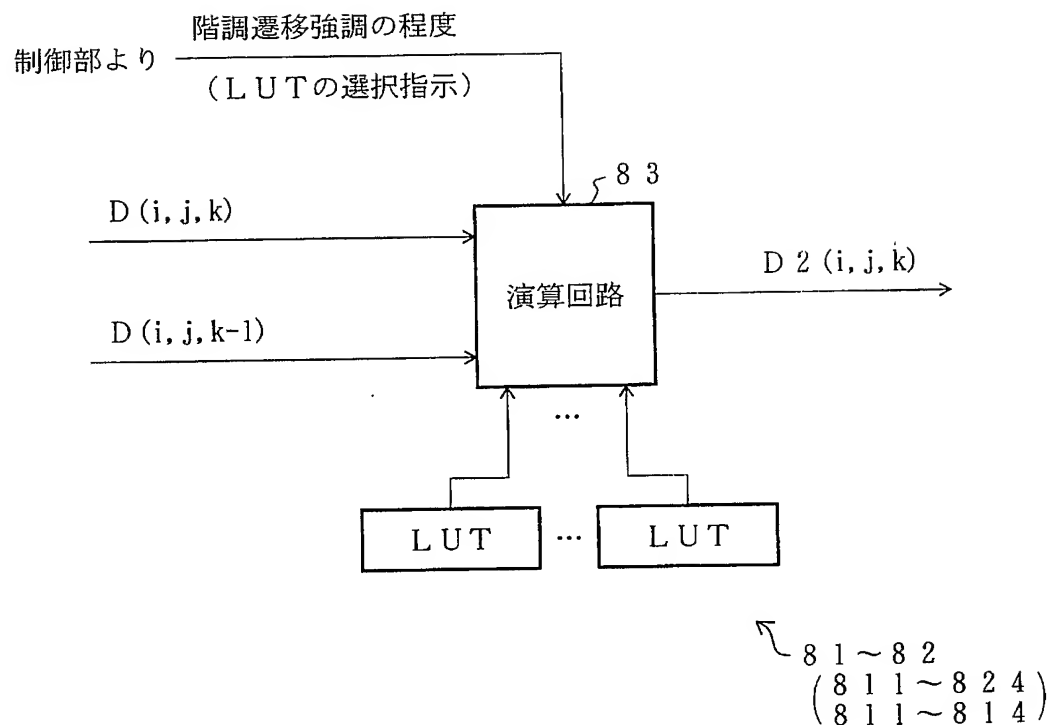 階調遷移強調の程度
制御部より
(LUTの選択指示)
83
D(i,j,k)
D2(i,j,k)
演算回路
D(i,j,k-1)
...
LUT ... LUT
81~82
(811~824
811~814)